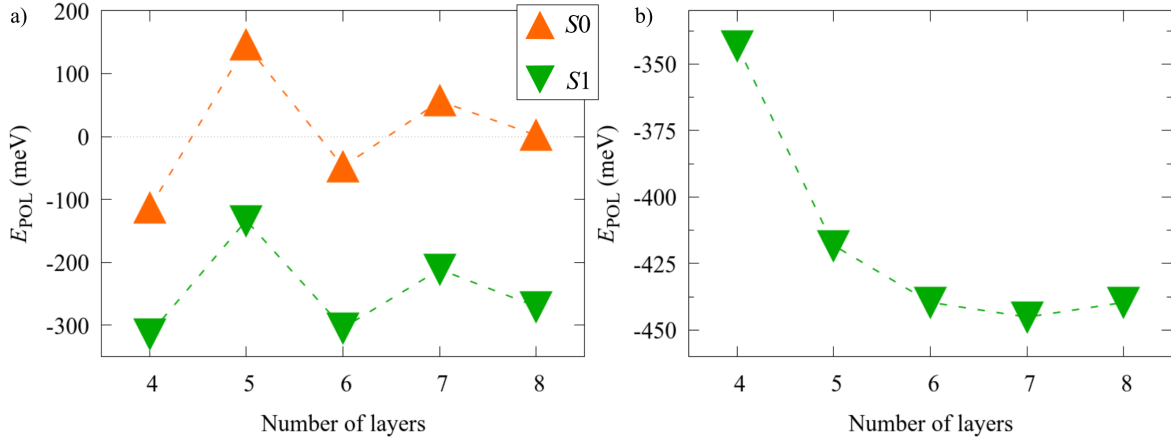 a)
200
100
0
-100
-200
-300
E_POL (meV)
4 5 6 7 8
Number of layers
S0
S1
b)
-350
-375
-400
-425
-450
E_POL (meV)
4 5 6 7 8
Number of layers